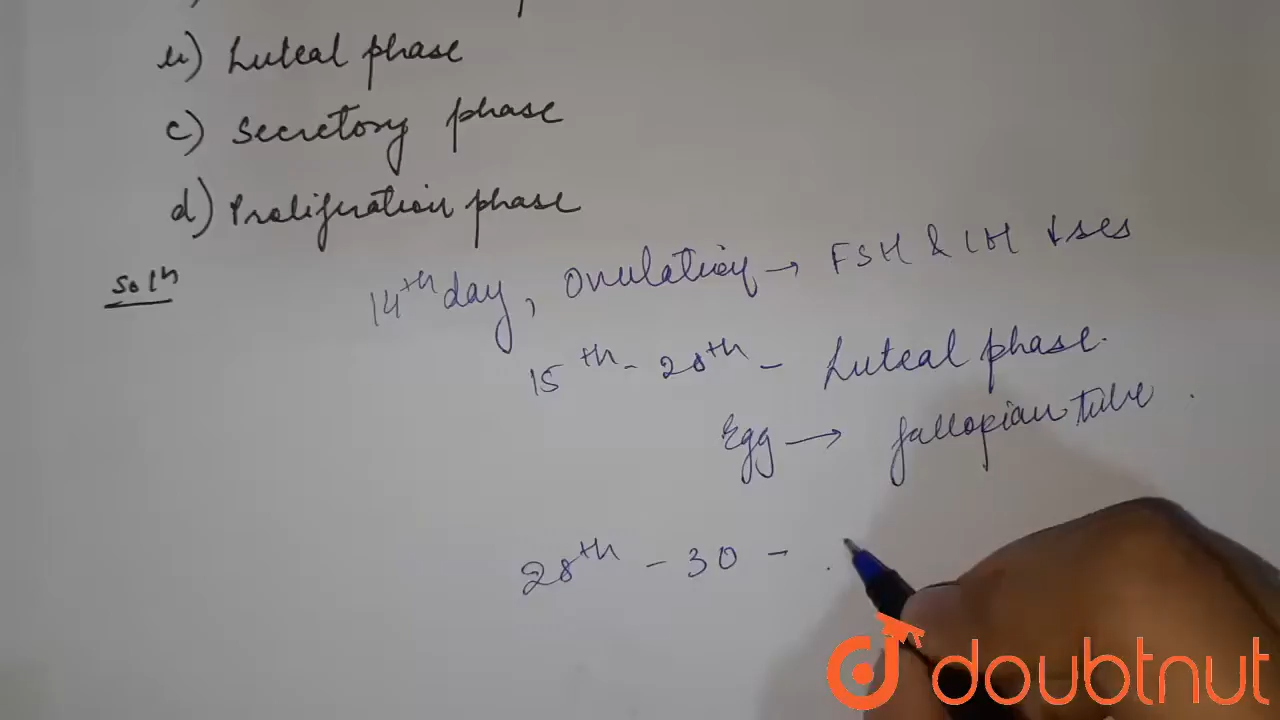 b) Luteal phase
c) Secretory phase
d) Proliferation phase
Soln
14th day, Ovulation → FSH & LH ↓ses
15th - 28th - Luteal phase.
Egg → fallopian tube.
28th - 30 -
doubtnut